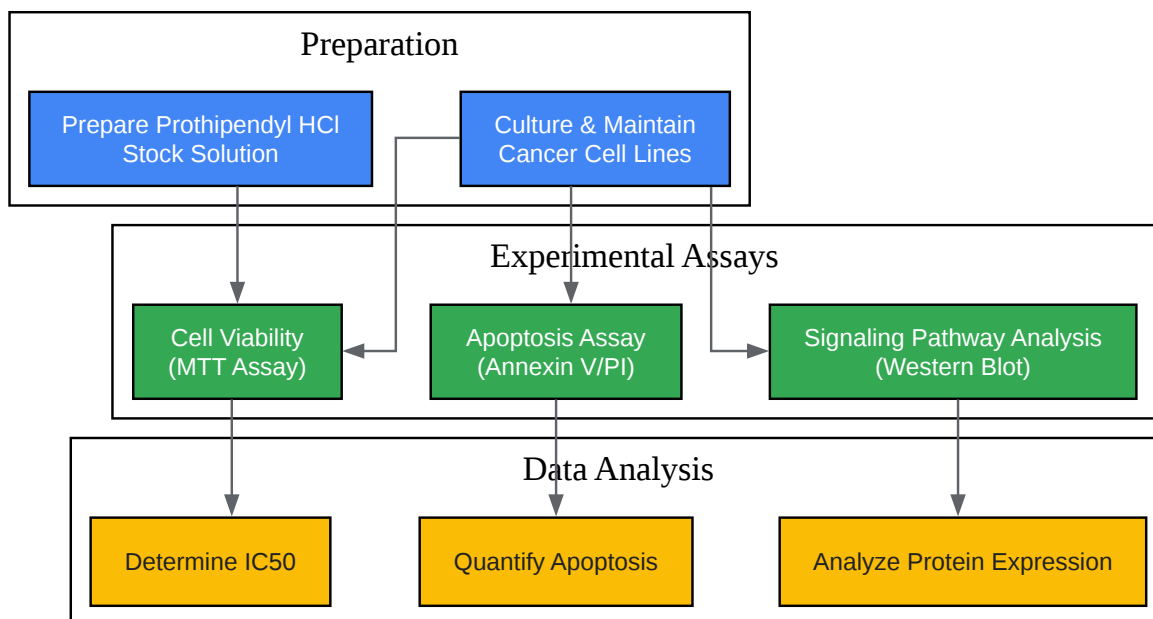 Preparation
Prepare Prothipendyl HCl
Stock Solution
Culture & Maintain
Cancer Cell Lines
Experimental Assays
Cell Viability
(MTT Assay)
Apoptosis Assay
(Annexin V/PI)
Signaling Pathway Analysis
(Western Blot)
Data Analysis
Determine IC50
Quantify Apoptosis
Analyze Protein Expression